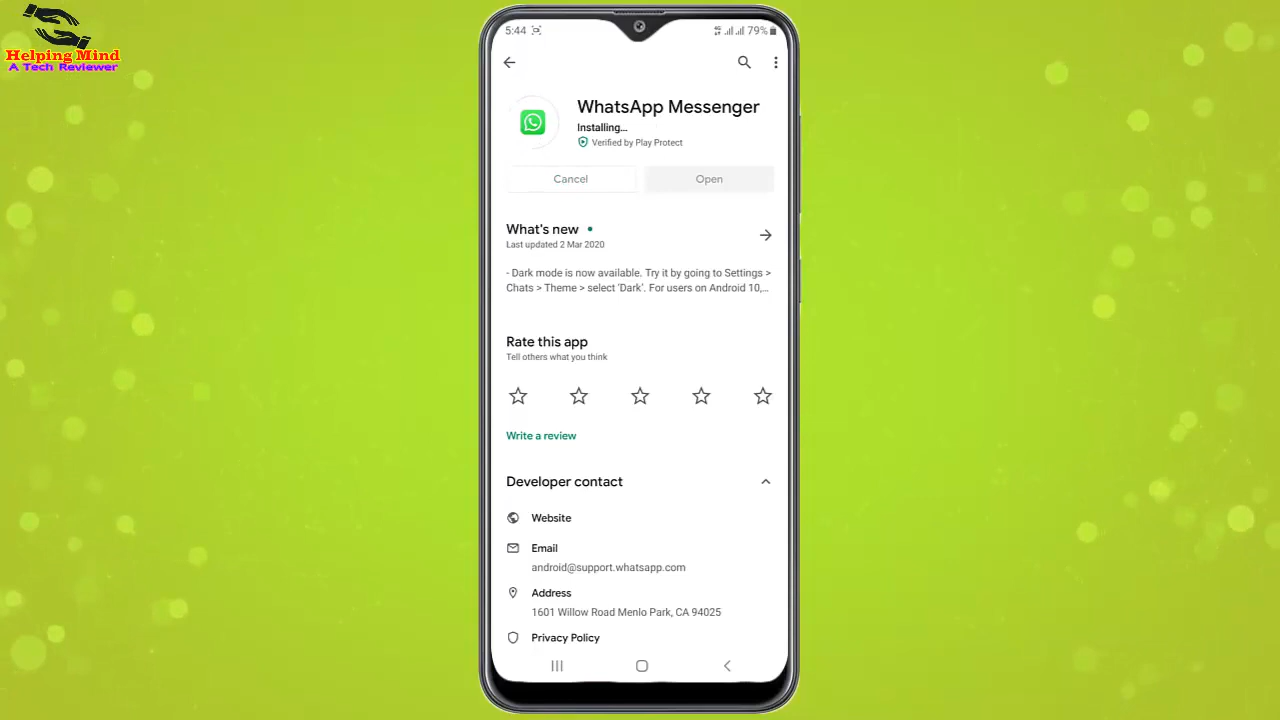 Helping Mind
A Tech Reviewer
5:44
79%
WhatsApp Messenger
Installing...
Verified by Play Protect
Cancel
Open
What's new
Last updated 2 Mar 2020
- Dark mode is now available. Try it by going to Settings >
Chats > Theme > select 'Dark'. For users on Android 10,...
Rate this app
Tell others what you think
Write a review
Developer contact
Website
Email
android@support.whatsapp.com
Address
1601 Willow Road Menlo Park, CA 94025
Privacy Policy